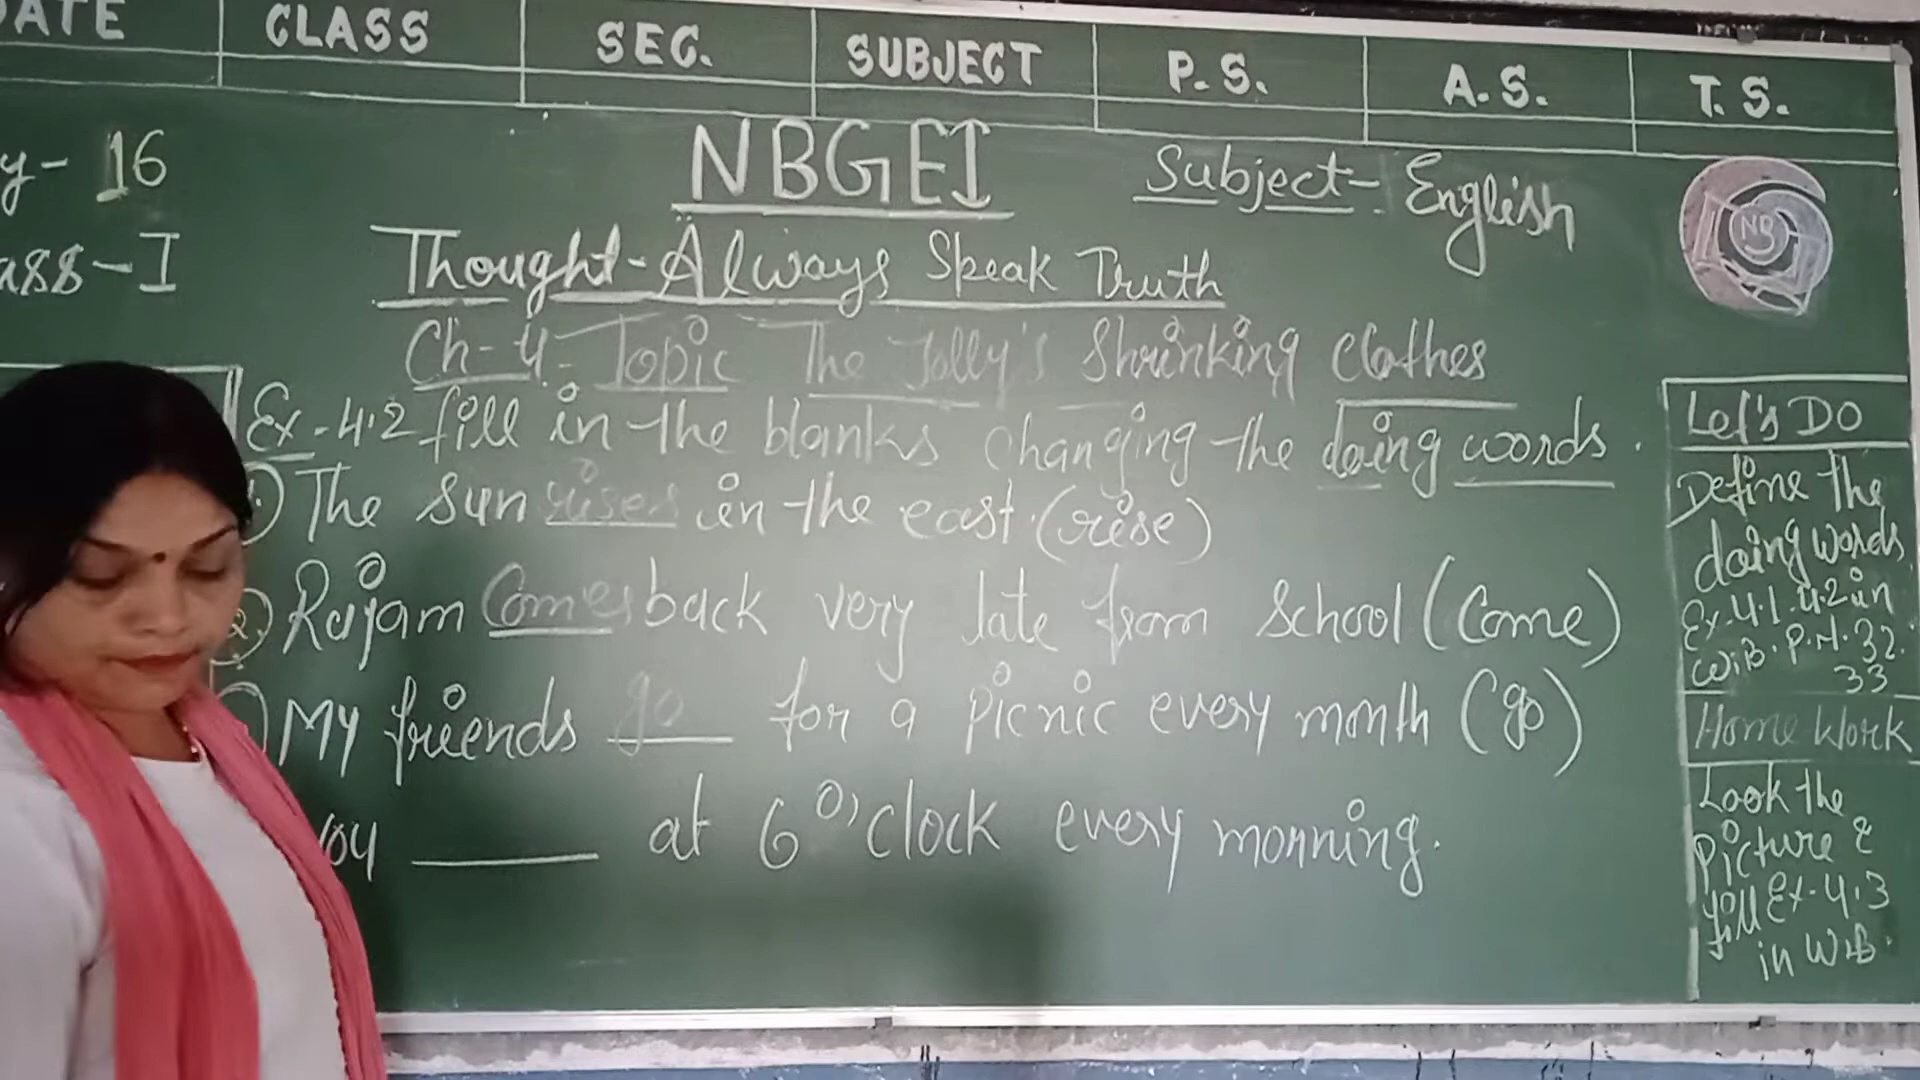 DATE CLASS SEC. SUBJECT P.S. A.S. T.S.
y- 16
NBGEI
Subject- English
NB
ass-I
Thought- Always Speak Truth
Ch-4- Topic The Jolly's Shrinking clothes
Ex-4.2 fill in the blanks changing the doing words.
1) The sun rises in the east. (rise)
2.) Rajam Comes back very late from School (Come)
) My friends go for a picnic every month (go)
at 6 O'clock every morning.
Let's DO
Define the
doing words
Ex-4.1-4.2 in
W.B. P.N. 32.
33
Home Work
Look the
Picture &
fill Ex-4.3
in W.B.